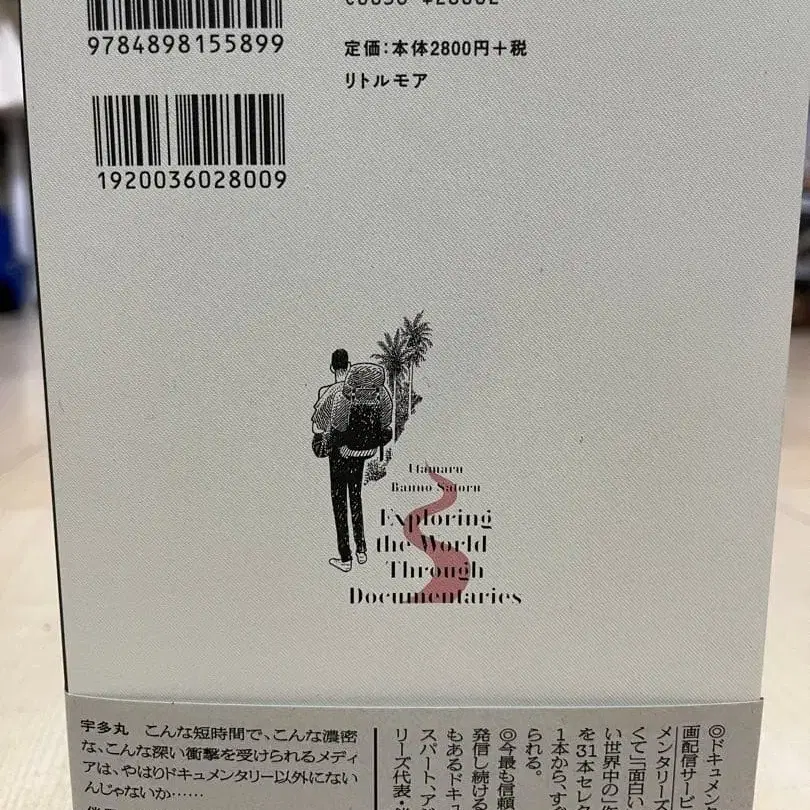 9784898155899
定価：本体2800円＋税
リトルモア
1920036028009
Utamaru
Banno Satoru
Exploring
the World
Through
Documentaries
宇多丸 こんな短時間で、こんな濃密
な、こんな深い衝撃を受けられるメディ
アは、やはりドキュメンタリー以外にない
んじゃないか……
◎ドキュメン
画配信サービ
メンタリーズ
くて」「面白い
い世界中の「
を31本セレク
1本から、す
られる。
◎今最も信頼
発信し続ける
もあるドキュ
スパート、ア
リーズ代表・